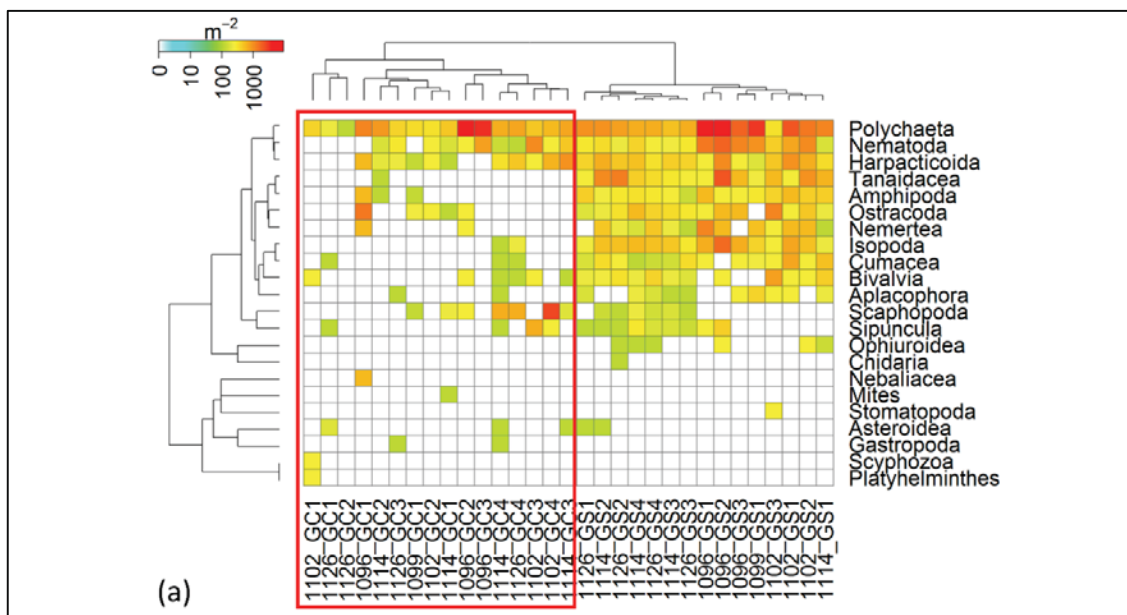 m⁻²
0
10
100
1000
Polychaeta
Nematoda
Harpacticoida
Tanaidacea
Amphipoda
Ostracoda
Nemertea
Isopoda
Cumacea
Bivalvia
Aplacophora
Scaphopoda
Sipuncula
Ophiuroidea
Chidaria
Nebaliacea
Mites
Stomatopoda
Asteroidea
Gastropoda
Scyphozoa
Platyhelminthes
1102_GC1
1126_GC1
1126_GC2
1096_GC1
1114_GC2
1126_GC3
1099_GC1
1102_GC2
1114_GC1
1096_GC2
1096_GC3
1114_GC4
1126_GC4
1102_GC3
1102_GC4
1114_GC3
1126_GS1
1114_GS2
1126_GS2
1114_GS4
1126_GS4
1114_GS3
1126_GS3
1096_GS1
1096_GS2
1096_GS3
1099_GS1
1102_GS3
1102_GS1
1102_GS2
1114_GS1
(a)